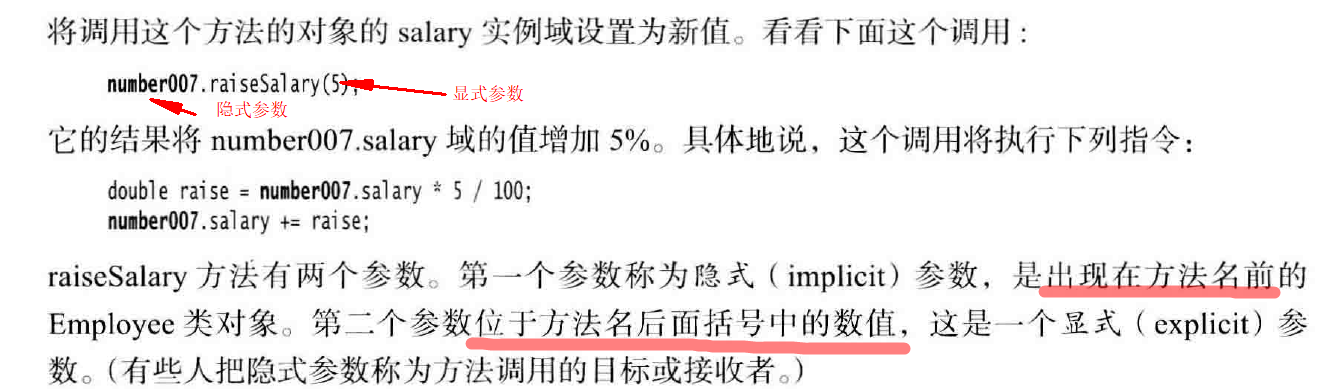 将调用这个方法的对象的 salary 实例域设置为新值。看看下面这个调用：
number007.raiseSalary(5);
显式参数
隐式参数
它的结果将 number007.salary 域的值增加 5%。具体地说，这个调用将执行下列指令：
double raise = number007.salary * 5 / 100;
number007.salary += raise;
raiseSalary 方法有两个参数。第一个参数称为隐式（implicit）参数，是出现在方法名前的
Employee 类对象。第二个参数位于方法名后面括号中的数值，这是一个显式（explicit）参
数。（有些人把隐式参数称为方法调用的目标或接收者。）